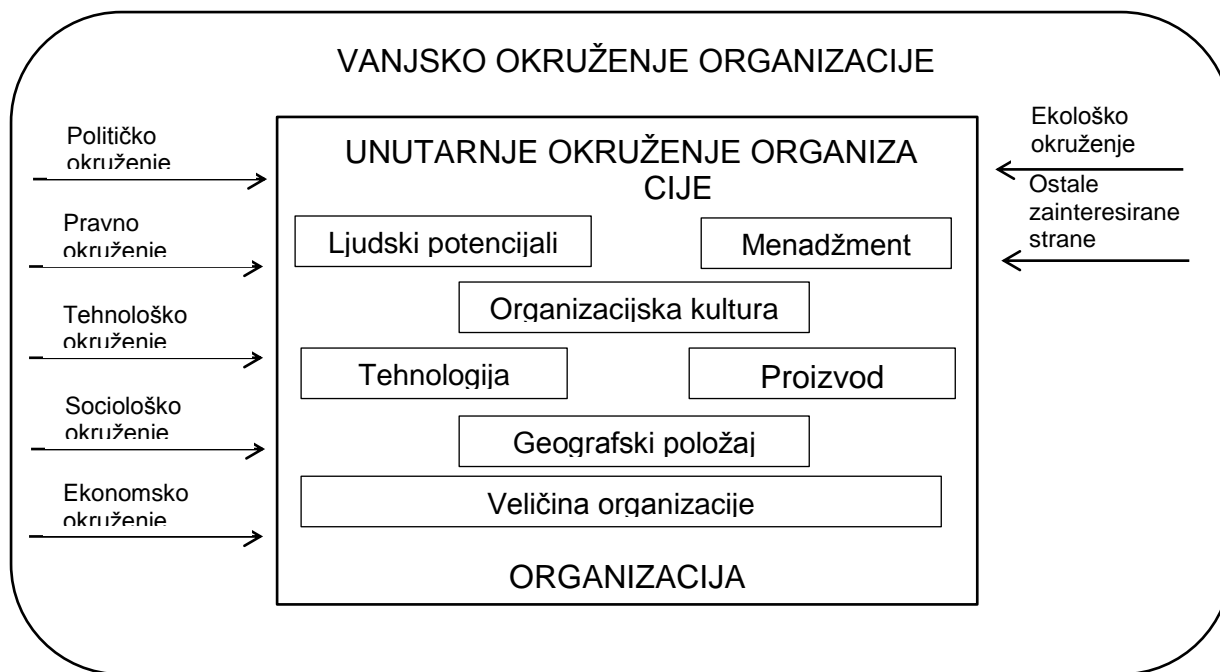 VANJSKO OKRUŽENJE ORGANIZACIJE
Političko
okruženje
Pravno
okruženje
Tehnološko
okruženje
Sociološko
okruženje
Ekonomsko
okruženje
UNUTARNJE OKRUŽENJE ORGANIZA
CIJE
Ljudski potencijali
Menadžment
Organizacijska kultura
Tehnologija
Proizvod
Geografski položaj
Veličina organizacije
ORGANIZACIJA
Ekološko
okruženje
Ostale
zainteresirane
strane